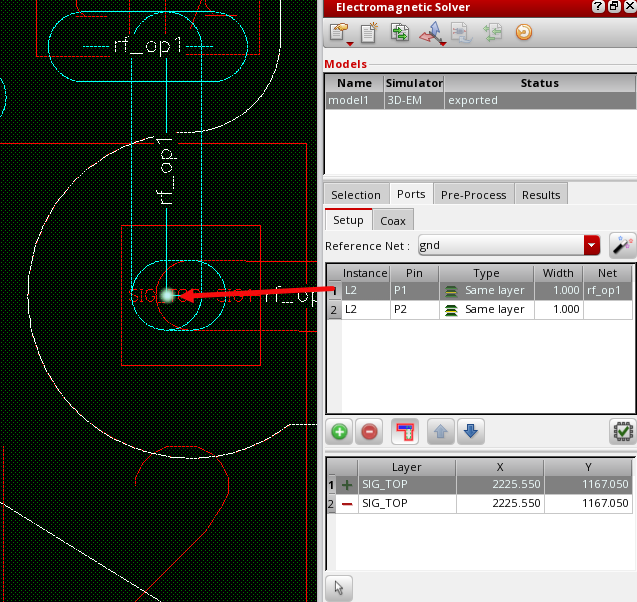 Electromagnetic Solver
rf_op1
Models
Name Simulator Status
model1 3D-EM exported
rf_op1
Selection Ports Pre-Process Results
Setup Coax
Reference Net : gnd
Instance Pin Type Width Net
1 L2 P1 Same layer 1.000 rf_op1
rf_op
2 L2 P2 Same layer 1.000
Layer X Y
1 + SIG_TOP 2225.550 1167.050
2 − SIG_TOP 2225.550 1167.050